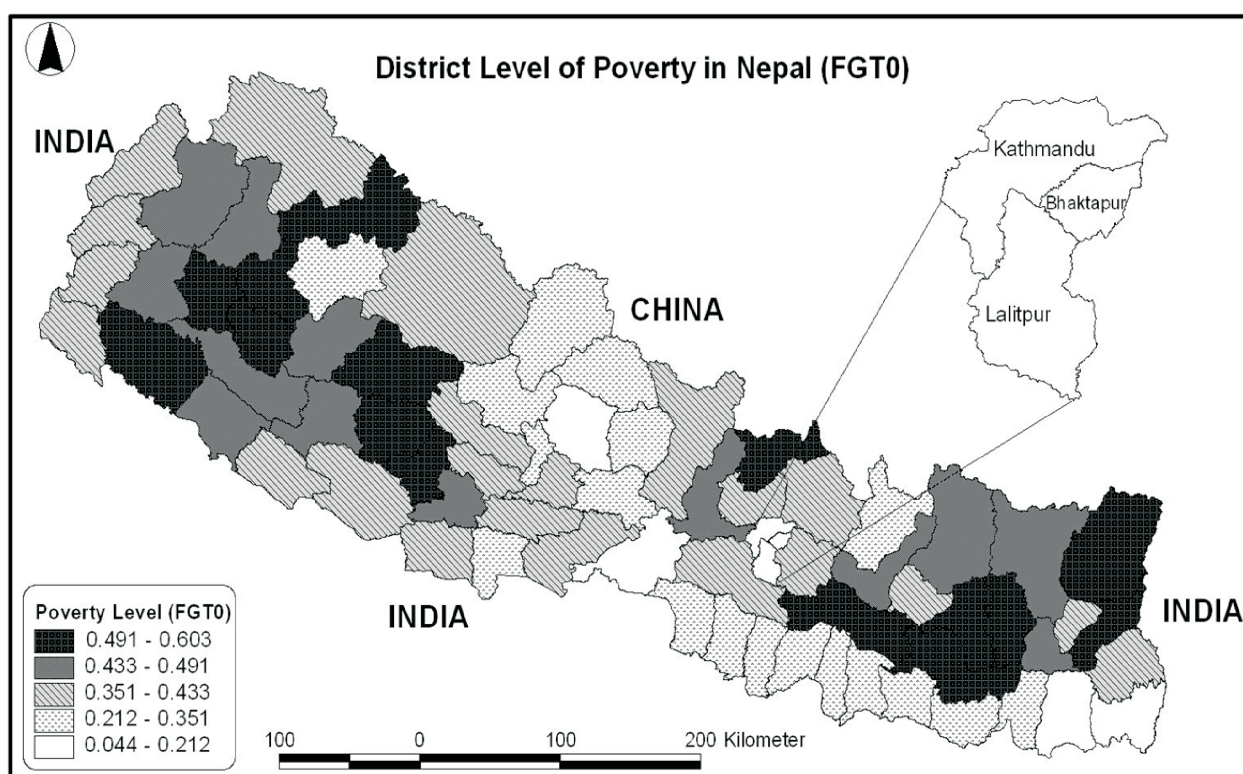 District Level of Poverty in Nepal (FGT0)
INDIA
Kathmandu
Bhaktapur
Lalitpur
CHINA
INDIA
INDIA
Poverty Level (FGT0)
0.491 - 0.603
0.433 - 0.491
0.351 - 0.433
0.212 - 0.351
0.044 - 0.212
100 0 100 200 Kilometer